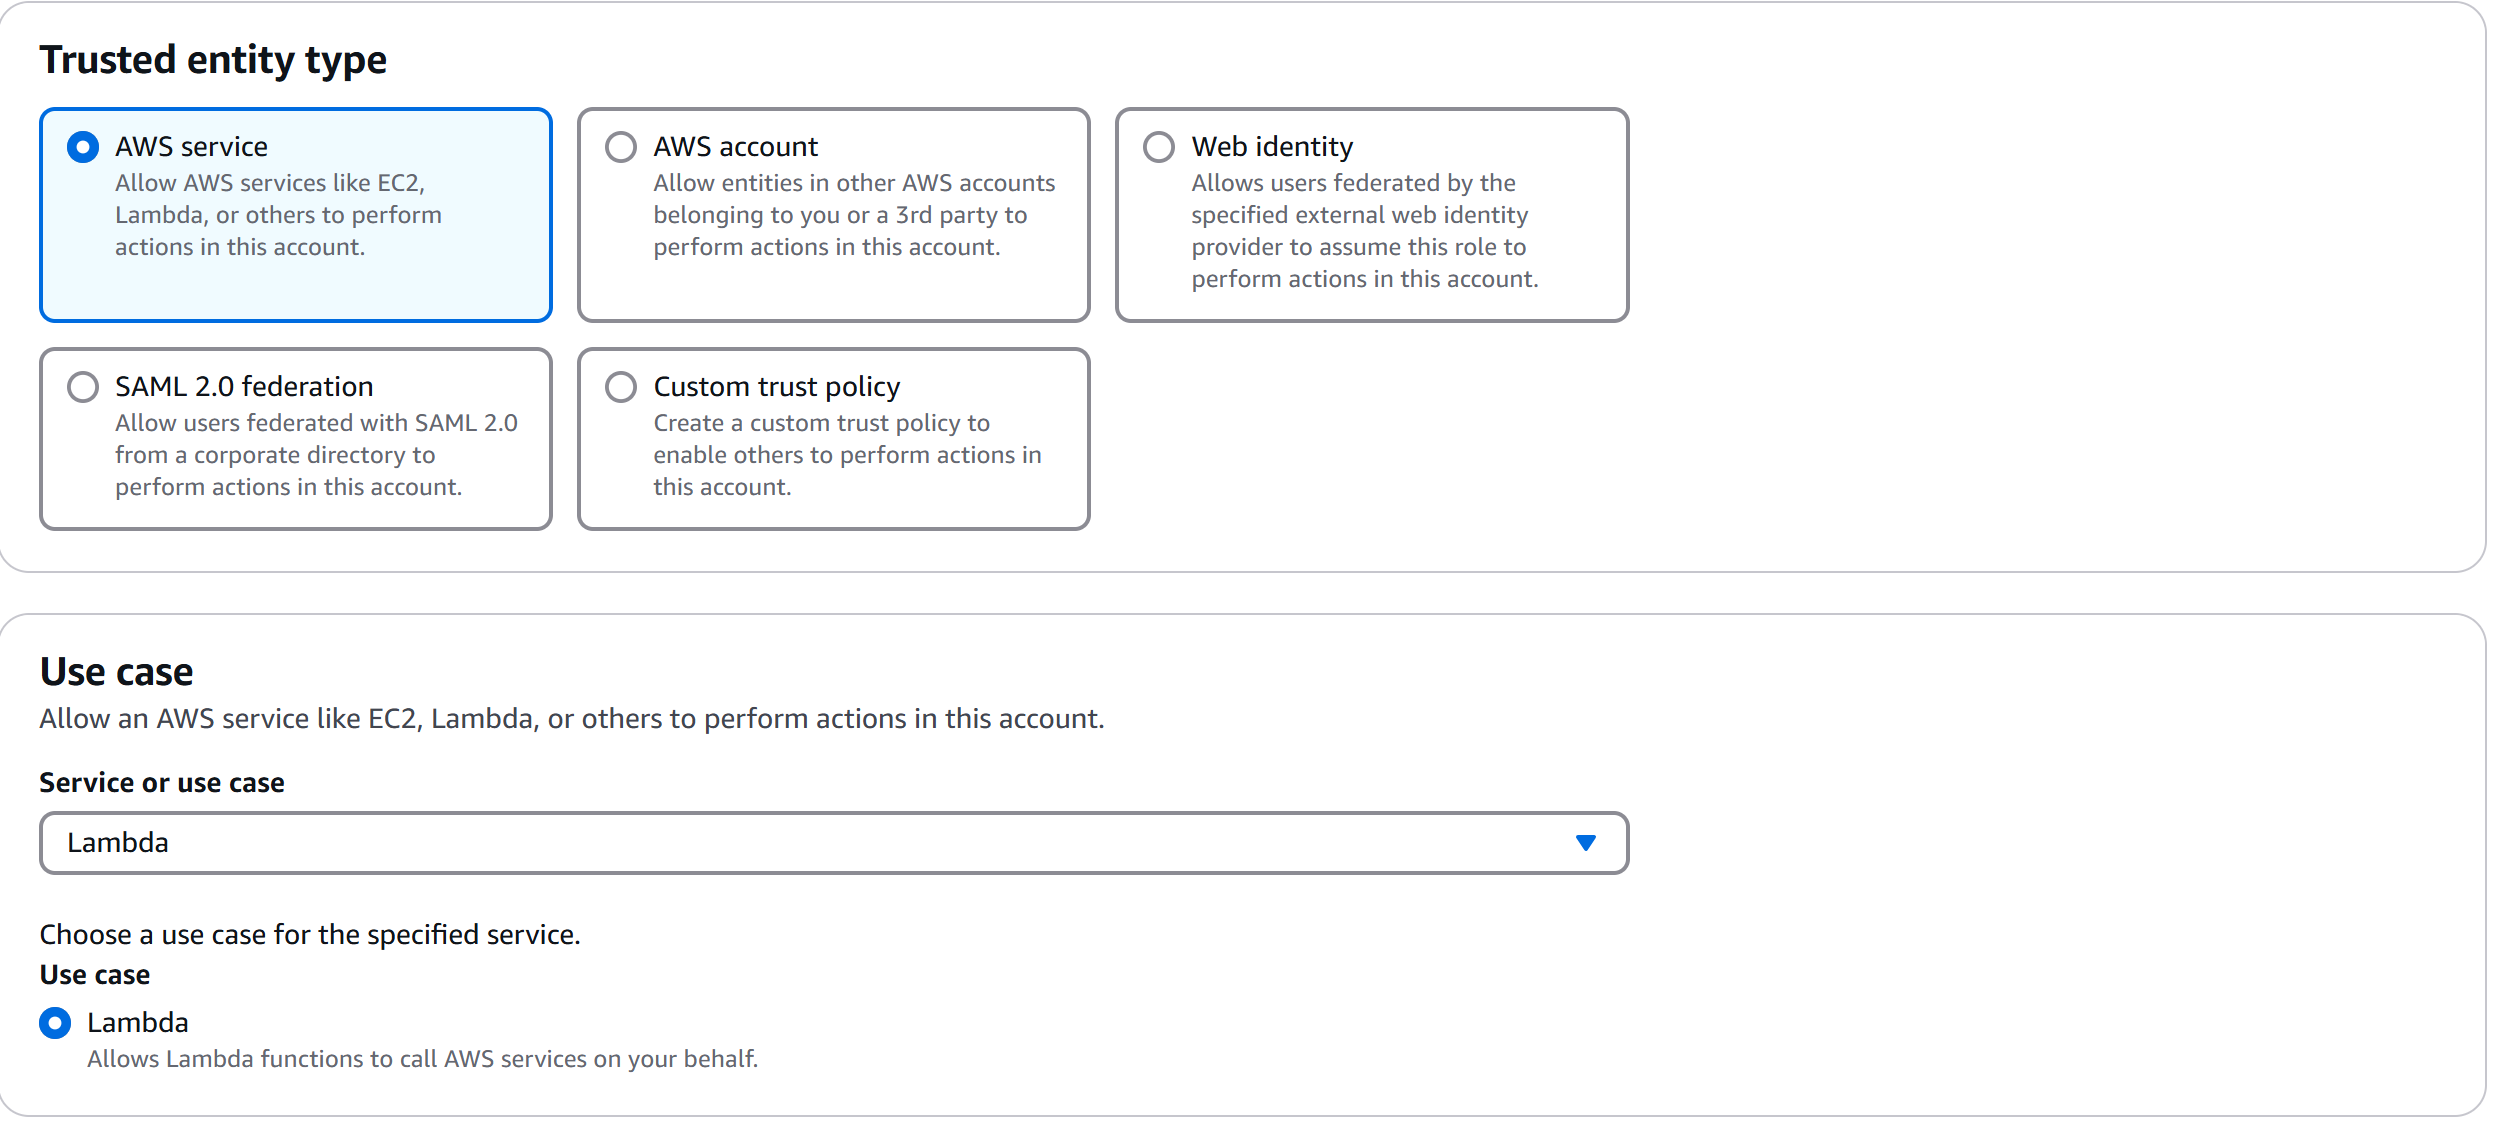 Trusted entity type
AWS service
Allow AWS services like EC2,
Lambda, or others to perform
actions in this account.
AWS account
Allow entities in other AWS accounts
belonging to you or a 3rd party to
perform actions in this account.
Web identity
Allows users federated by the
specified external web identity
provider to assume this role to
perform actions in this account.
SAML 2.0 federation
Allow users federated with SAML 2.0
from a corporate directory to
perform actions in this account.
Custom trust policy
Create a custom trust policy to
enable others to perform actions in
this account.
Use case
Allow an AWS service like EC2, Lambda, or others to perform actions in this account.
Service or use case
Lambda
Choose a use case for the specified service.
Use case
Lambda
Allows Lambda functions to call AWS services on your behalf.